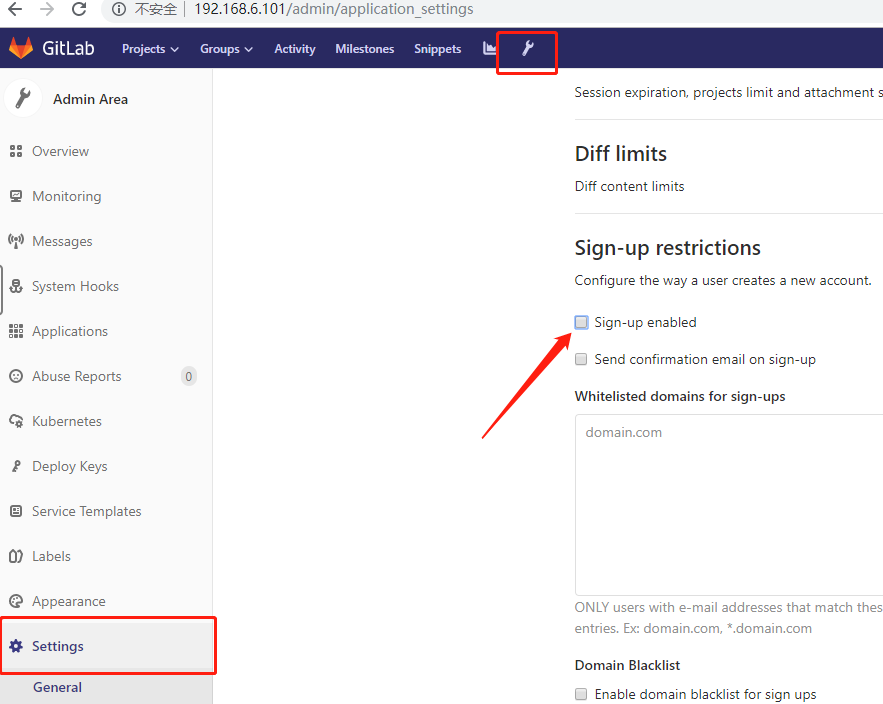 不安全 192.168.6.101/admin/application_settings
GitLab Projects Groups Activity Milestones Snippets
Admin Area
Overview
Monitoring
Messages
System Hooks
Applications
Abuse Reports 0
Kubernetes
Deploy Keys
Service Templates
Labels
Appearance
Settings
General
Session expiration, projects limit and attachment s
Diff limits
Diff content limits
Sign-up restrictions
Configure the way a user creates a new account.
Sign-up enabled
Send confirmation email on sign-up
Whitelisted domains for sign-ups
domain.com
ONLY users with e-mail addresses that match thes
entries. Ex: domain.com, *.domain.com
Domain Blacklist
Enable domain blacklist for sign ups